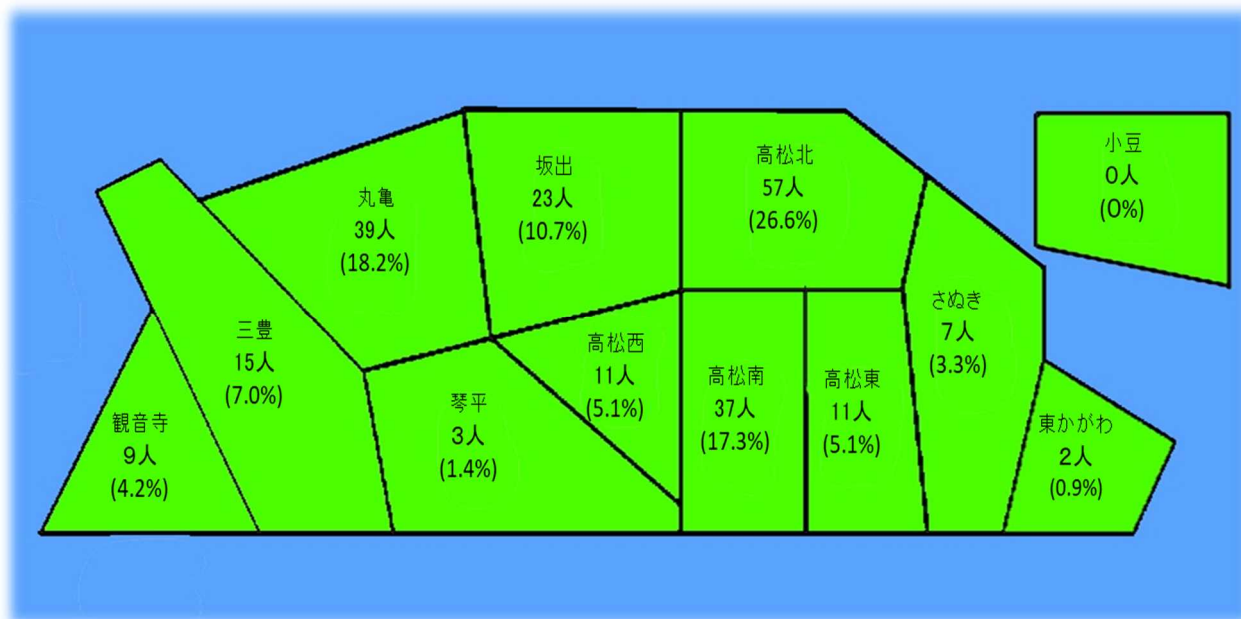 小豆
0人
(0%)
高松北
57人
(26.6%)
坂出
23人
(10.7%)
丸亀
39人
(18.2%)
さぬき
7人
(3.3%)
三豊
15人
(7.0%)
高松西
11人
(5.1%)
高松南
37人
(17.3%)
高松東
11人
(5.1%)
琴平
3人
(1.4%)
観音寺
9人
(4.2%)
東かがわ
2人
(0.9%)